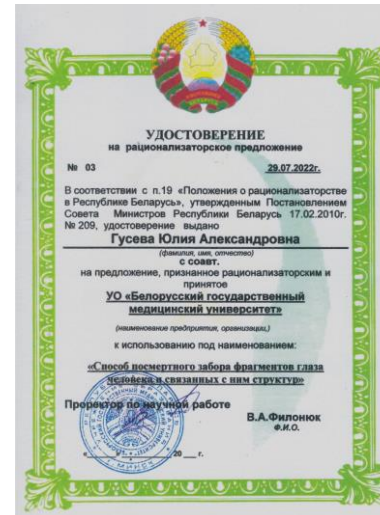 УДОСТОВЕРЕНИЕ
на рационализаторское предложение
№ 03 29.07.2022г.
В соответствии с п.19 «Положения о рационализаторстве
в Республике Беларусь», утвержденным Постановлением
Совета Министров Республики Беларусь 17.02.2010г.
№ 209, удостоверение выдано
Гусева Юлия Александровна
(фамилия, имя, отчество)
с соавт.
на предложение, признанное рационализаторским и
принятое
УО «Белорусский государственный
медицинский университет»
(наименование предприятия, организации,)
к использованию под наименованием:
«Способ посмертного забора фрагментов глаза
человека и связанных с ним структур»
Проректор по научной работе
В.А.Филонюк
Ф.И.О.
20 г.